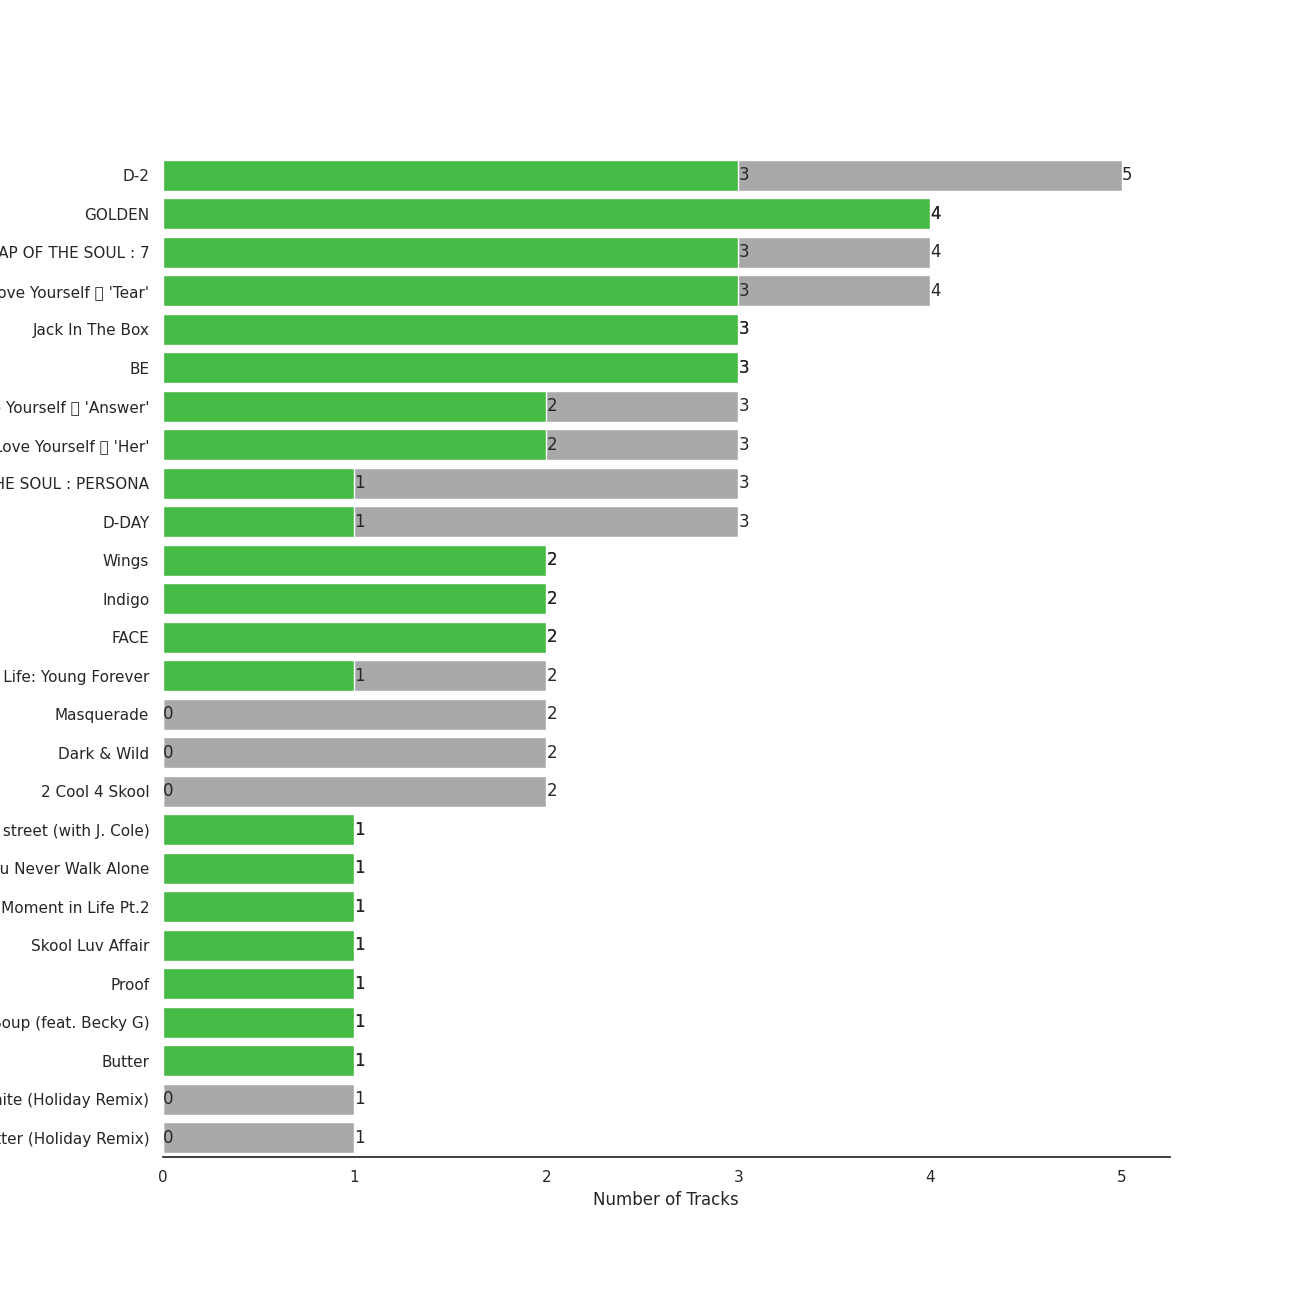 D-2 3 5
GOLDEN 4
AP OF THE SOUL : 7 3 4
ove Yourself 'Tear' 3 4
Jack In The Box 3
BE 3
Yourself 'Answer' 2 3
Love Yourself 'Her' 2 3
HE SOUL : PERSONA 1 3
D-DAY 1 3
Wings 2
Indigo 2
FACE 2
Life: Young Forever 1 2
Masquerade 0 2
Dark & Wild 0 2
2 Cool 4 Skool 0 2
street (with J. Cole) 1
u Never Walk Alone 1
Moment in Life Pt.2 1
Skool Luv Affair 1
Proof 1
Soup (feat. Becky G) 1
Butter 1
ite (Holiday Remix) 0 1
ter (Holiday Remix) 0 1
0 1 2 3 4 5
Number of Tracks